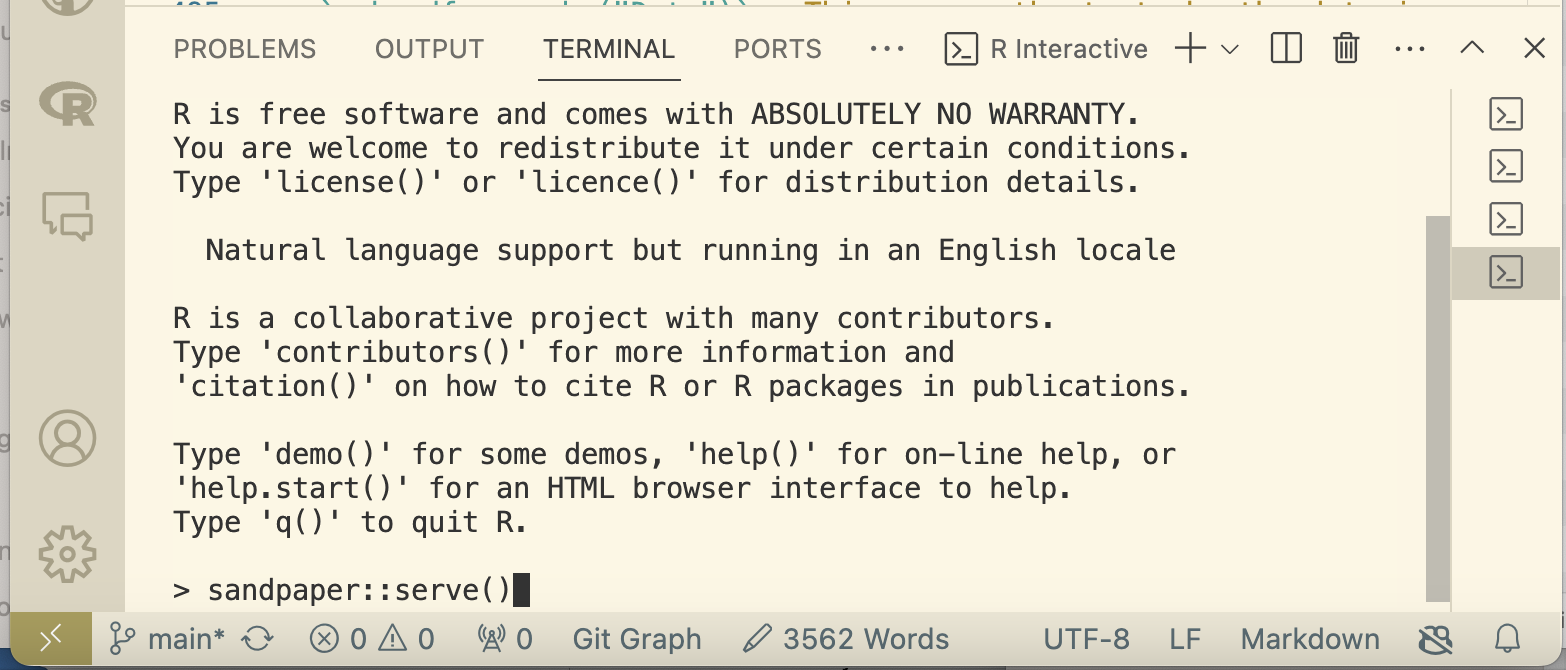 PROBLEMS OUTPUT TERMINAL PORTS ··· R Interactive
R is free software and comes with ABSOLUTELY NO WARRANTY.
You are welcome to redistribute it under certain conditions.
Type 'license()' or 'licence()' for distribution details.
Natural language support but running in an English locale
R is a collaborative project with many contributors.
Type 'contributors()' for more information and
'citation()' on how to cite R or R packages in publications.
Type 'demo()' for some demos, 'help()' for on-line help, or
'help.start()' for an HTML browser interface to help.
Type 'q()' to quit R.
> sandpaper::serve()
main* 0 0 0 Git Graph 3562 Words UTF-8 LF Markdown